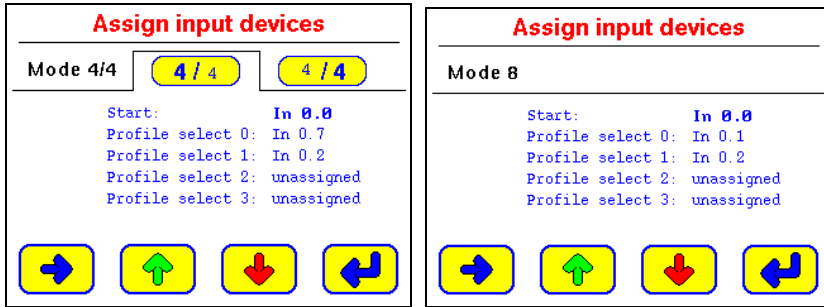 Assign input devices
Mode 4/4 4 / 4 4 / 4
Start: In 0.0
Profile select 0: In 0.7
Profile select 1: In 0.2
Profile select 2: unassigned
Profile select 3: unassigned
Assign input devices
Mode 8
Start: In 0.0
Profile select 0: In 0.1
Profile select 1: In 0.2
Profile select 2: unassigned
Profile select 3: unassigned